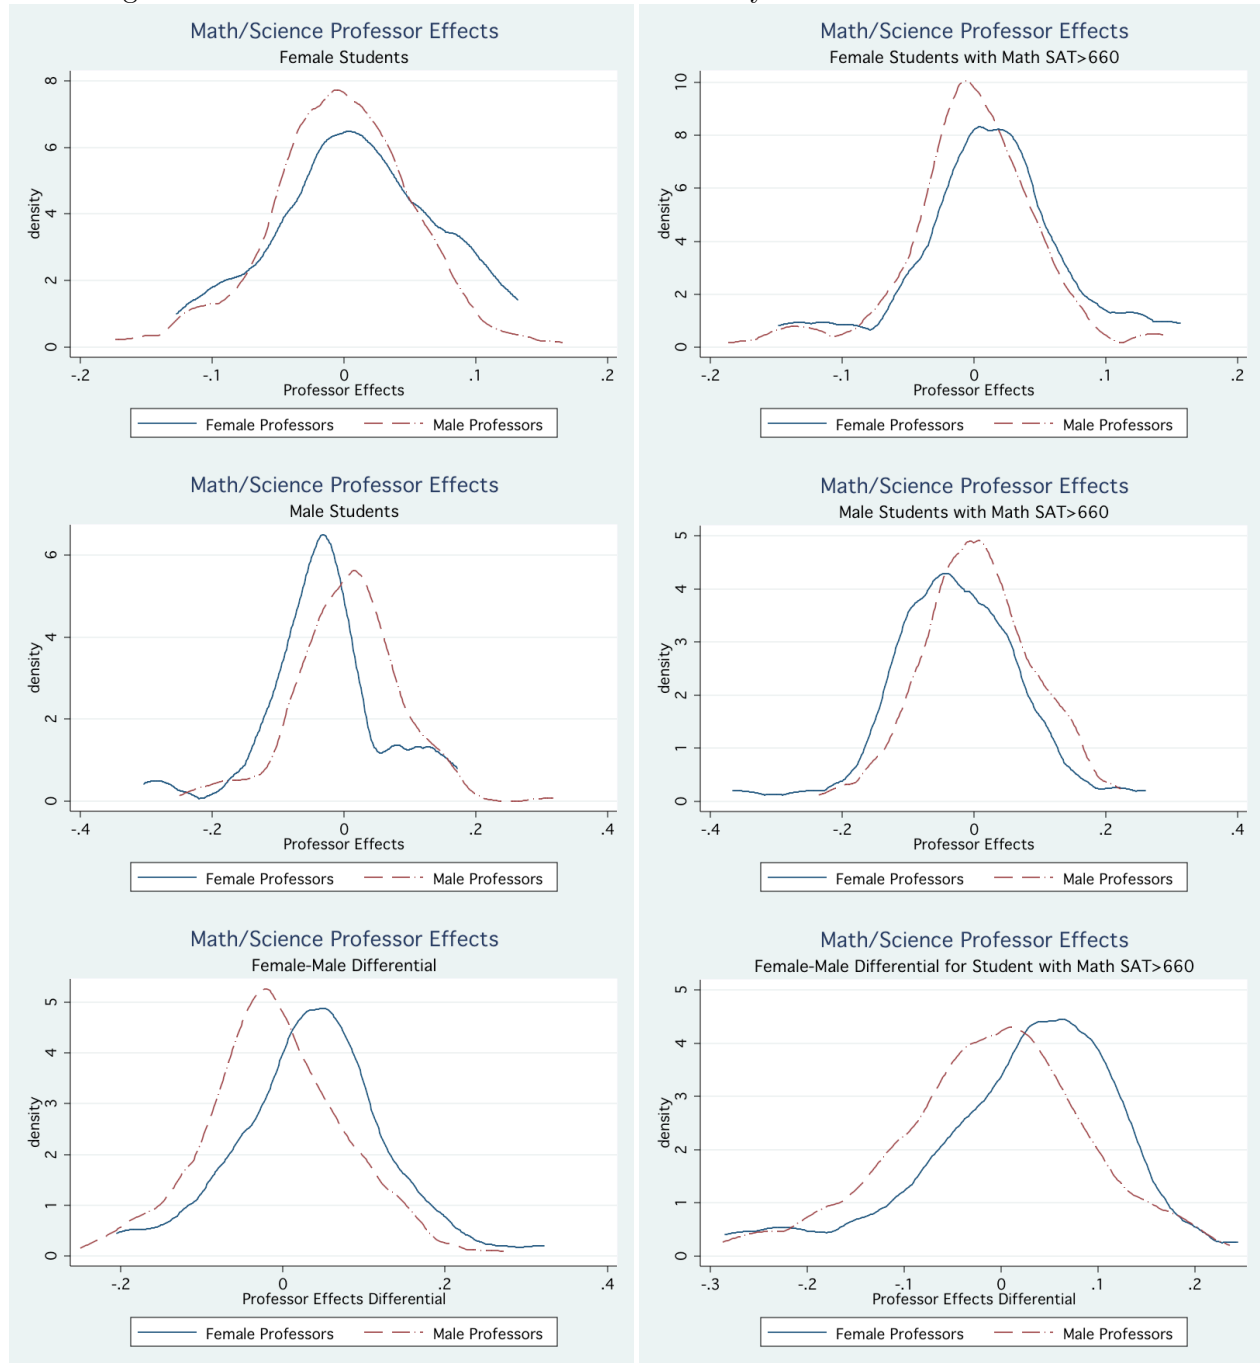 Math/Science Professor Effects
Female Students
density
8
6
4
2
0
-.2 -.1 0 .1 .2
Professor Effects
Female Professors Male Professors
Math/Science Professor Effects
Female Students with Math SAT>660
density
10
8
6
4
2
0
-.2 -.1 0 .1 .2
Professor Effects
Female Professors Male Professors
Math/Science Professor Effects
Male Students
density
6
4
2
0
-.4 -.2 0 .2 .4
Professor Effects
Female Professors Male Professors
Math/Science Professor Effects
Male Students with Math SAT>660
density
5
4
3
2
1
0
-.4 -.2 0 .2 .4
Professor Effects
Female Professors Male Professors
Math/Science Professor Effects
Female-Male Differential
density
5
4
3
2
1
0
-.2 0 .2 .4
Professor Effects Differential
Female Professors Male Professors
Math/Science Professor Effects
Female-Male Differential for Student with Math SAT>660
density
5
4
3
2
1
0
-.3 -.2 -.1 0 .1 .2
Professor Effects Differential
Female Professors Male Professors